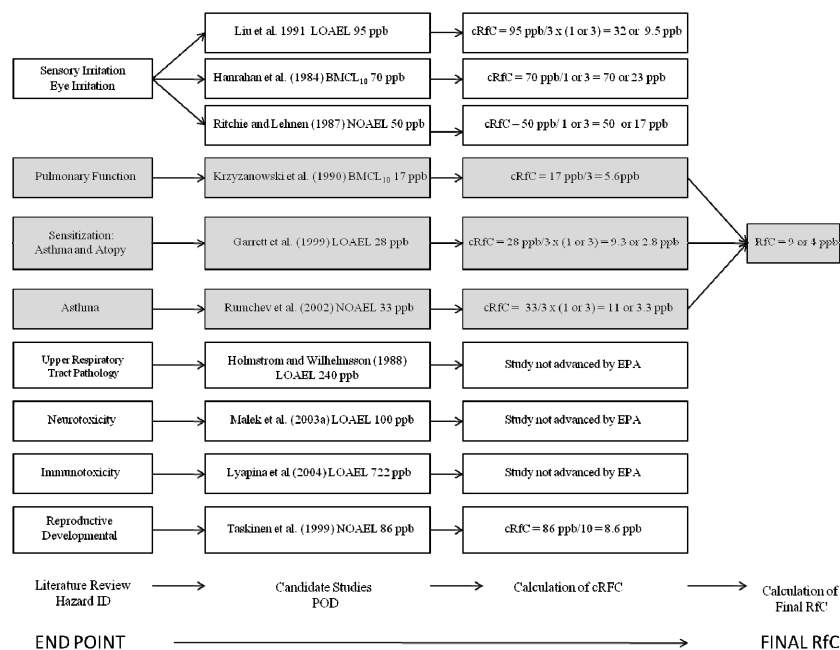 Liu et al. 1991 LOAEL 95 ppb
cRfC = 95 ppb/3 x (1 or 3) = 32 or 9.5 ppb
Sensory Irritation
Eye Irritation
Hanrahan et al. (1984) BMCL10 70 ppb
cRfC = 70 ppb/1 or 3 = 70 or 23 ppb
Ritchie and Lehnen (1987) NOAEL 50 ppb
cRfC – 50 ppb/ 1 or 3 = 50 or 17 ppb
Pulmonary Function
Krzyzanowski et al. (1990) BMCL10 17 ppb
cRfC = 17 ppb/3 = 5.6ppb
Sensitization:
Asthma and Atopy
Garrett et al. (1999) LOAEL 28 ppb
cRfC = 28 ppb/3 x (1 or 3) = 9.3 or 2.8 ppb
RfC = 9 or 4 ppb
Asthma
Rumchev et al. (2002) NOAEL 33 ppb
cRfC = 33/3 x (1 or 3) = 11 or 3.3 ppb
Upper Respiratory
Tract Pathology
Holmstrom and Wilhelmsson (1988)
LOAEL 240 ppb
Study not advanced by EPA
Neurotoxicity
Malek et al. (2003a) LOAEL 100 ppb
Study not advanced by EPA
Immunotoxicity
Lyapina et al (2004) LOAEL 722 ppb
Study not advanced by EPA
Reproductive
Developmental
Taskinen et al. (1999) NOAEL 86 ppb
cRfC = 86 ppb/10 = 8.6 ppb
Literature Review
Hazard ID
Candidate Studies
POD
Calculation of cRFC
Calculation of
Final RfC
END POINT
FINAL RfC